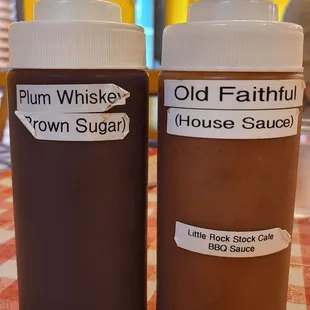 Plum Whiskey
(Brown Sugar)
Old Faithful
(House Sauce)
Little Rock Stock Cafe
BBQ Sauce